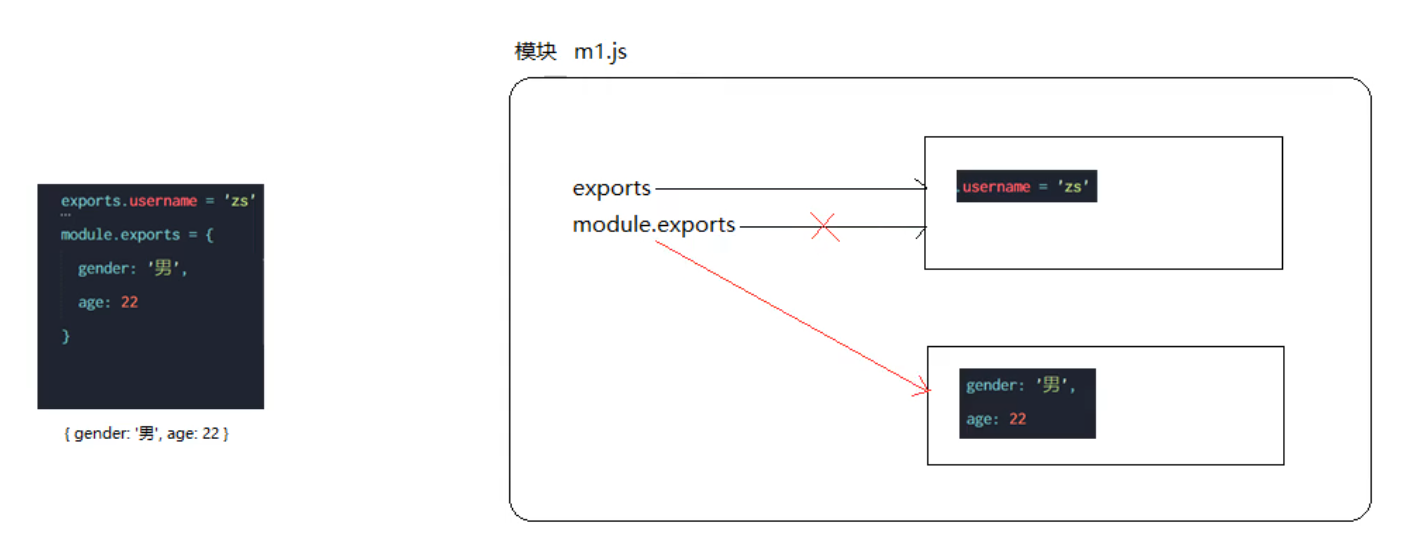 exports.username = 'zs'
...
module.exports = {
gender: '男',
age: 22
}
{ gender: '男', age: 22 }
模块 m1.js
exports
module.exports
.username = 'zs'
gender: '男',
age: 22